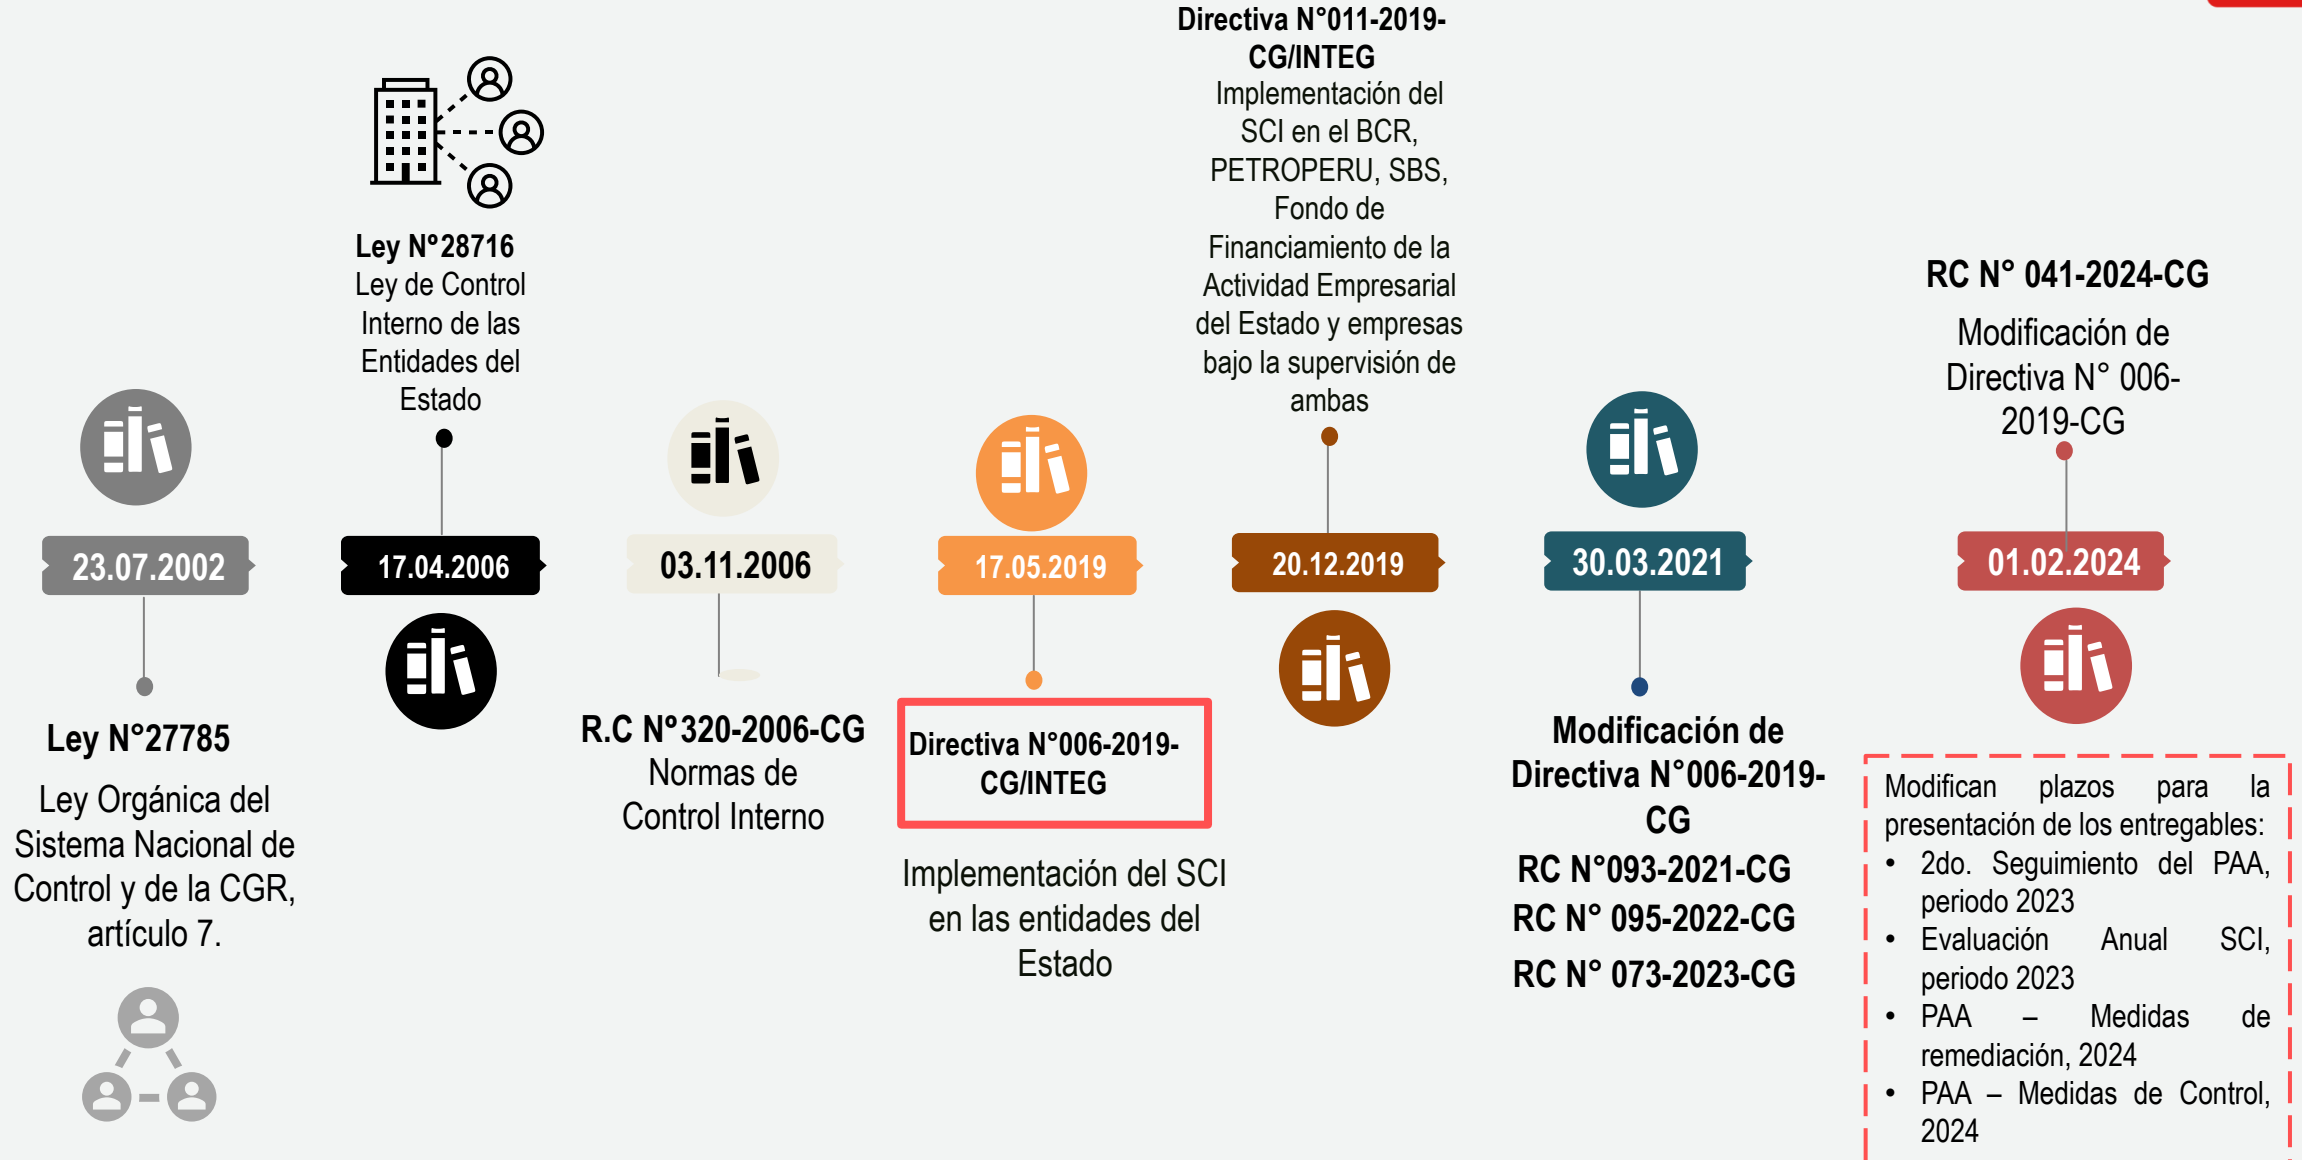 23.07.2002
Ley N°27785
Ley Orgánica del
Sistema Nacional de
Control y de la CGR,
artículo 7.
Ley N°28716
Ley de Control
Interno de las
Entidades del
Estado
17.04.2006
03.11.2006
R.C N°320-2006-CG
Normas de
Control Interno
17.05.2019
Directiva N°006-2019-
CG/INTEG
Implementación del SCI
en las entidades del
Estado
Directiva N°011-2019-
CG/INTEG
Implementación del
SCI en el BCR,
PETROPERU, SBS,
Fondo de
Financiamiento de la
Actividad Empresarial
del Estado y empresas
bajo la supervisión de
ambas
20.12.2019
30.03.2021
Modificación de
Directiva N°006-2019-
CG
RC N°093-2021-CG
RC N° 095-2022-CG
RC N° 073-2023-CG
RC N° 041-2024-CG
Modificación de
Directiva N° 006-
2019-CG
01.02.2024
Modifican plazos para la
presentación de los entregables:
• 2do. Seguimiento del PAA,
periodo 2023
• Evaluación Anual SCI,
periodo 2023
• PAA – Medidas de
remediación, 2024
• PAA – Medidas de Control,
2024